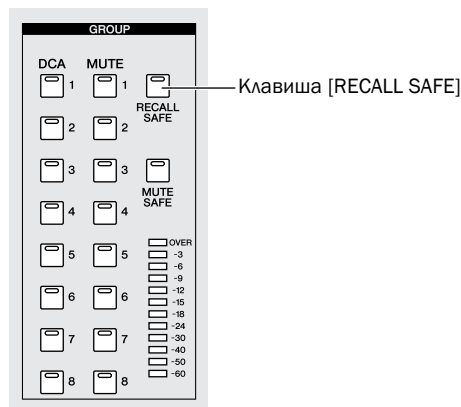 GROUP
DCA MUTE
1 1
Клавиша [RECALL SAFE]
RECALL
SAFE
2 2
3 3
MUTE
SAFE
4 4
OVER
5 5
-3
-6
-9
6 6
-12
-15
-18
-24
7 7
-30
-40
-50
8 8
-60